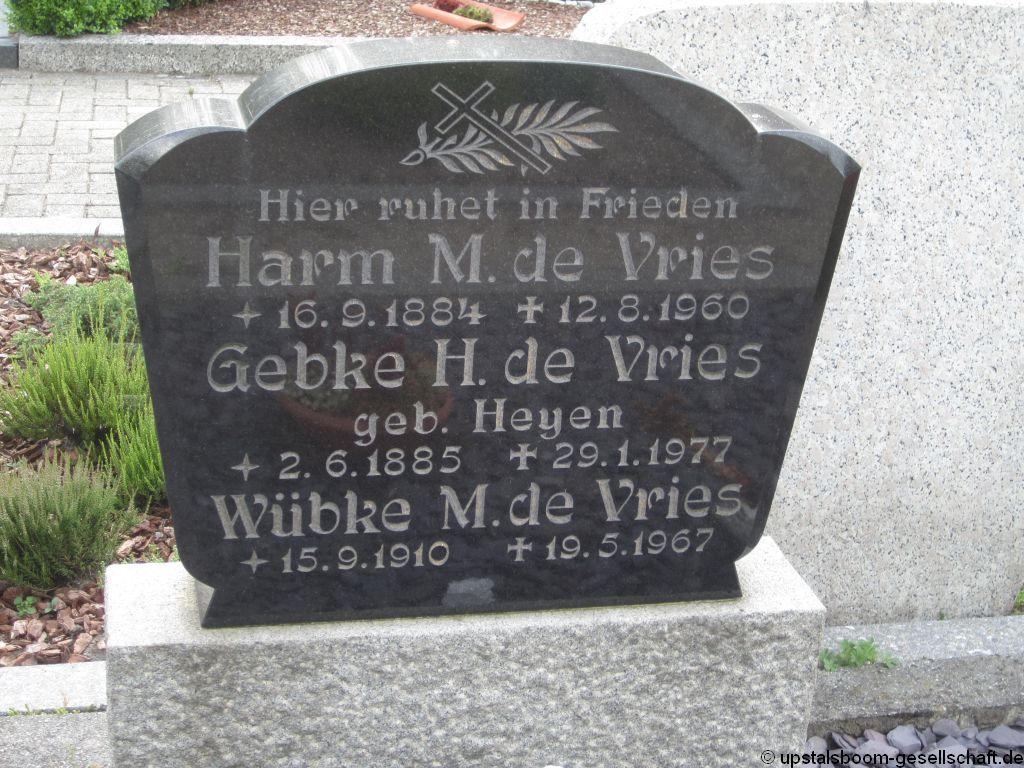 Hier ruhet in Frieden
Harm M. de Vries
16.9.1884 ✝ 12.8.1960
Gebke H. de Vries
geb. Heyen
2.6.1885 ✝ 29.1.1977
Wübke M. de Vries
15.9.1910 ✝ 19.5.1967
© upstalsboom-gesellschaft.de